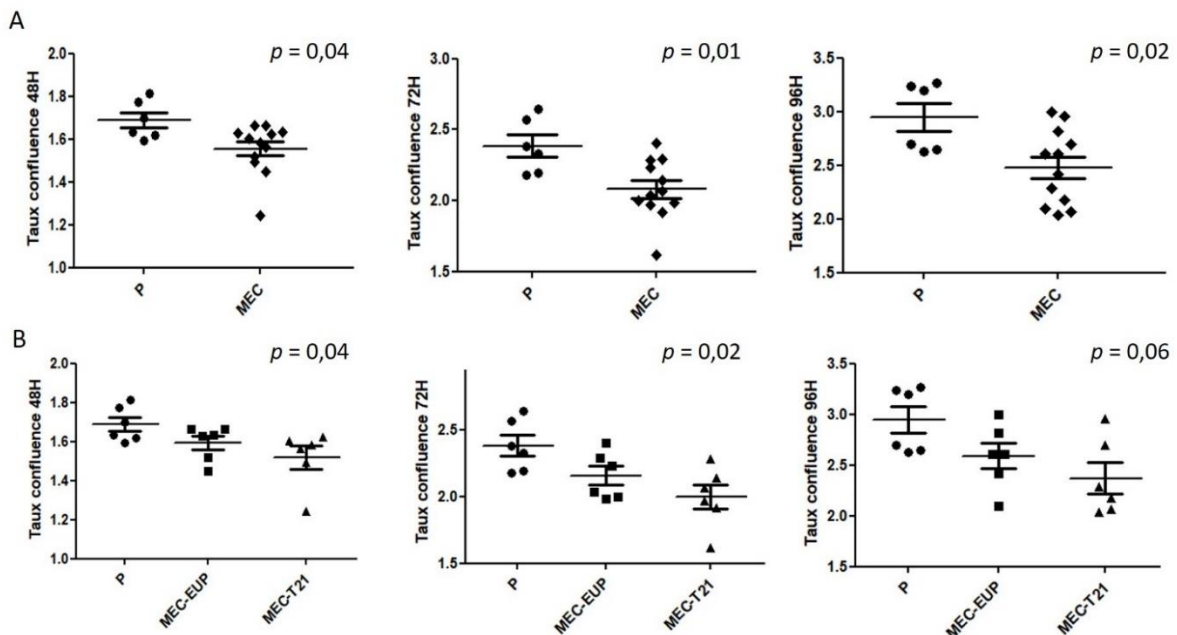 A
p = 0,04
Taux confluence 48H
2.0
1.8
1.6
1.4
1.2
1.0
P
MEC
p = 0,01
Taux confluence 72H
3.0
2.5
2.0
1.5
P
MEC
p = 0,02
Taux confluence 96H
3.5
3.0
2.5
2.0
1.5
P
MEC
B
p = 0,04
Taux confluence 48H
2.0
1.8
1.6
1.4
1.2
1.0
P
MEC-EUP
MEC-T21
p = 0,02
Taux confluence 72H
2.5
2.0
1.5
P
MEC-EUP
MEC-T21
p = 0,06
Taux confluence 96H
3.5
3.0
2.5
2.0
1.5
P
MEC-EUP
MEC-T21